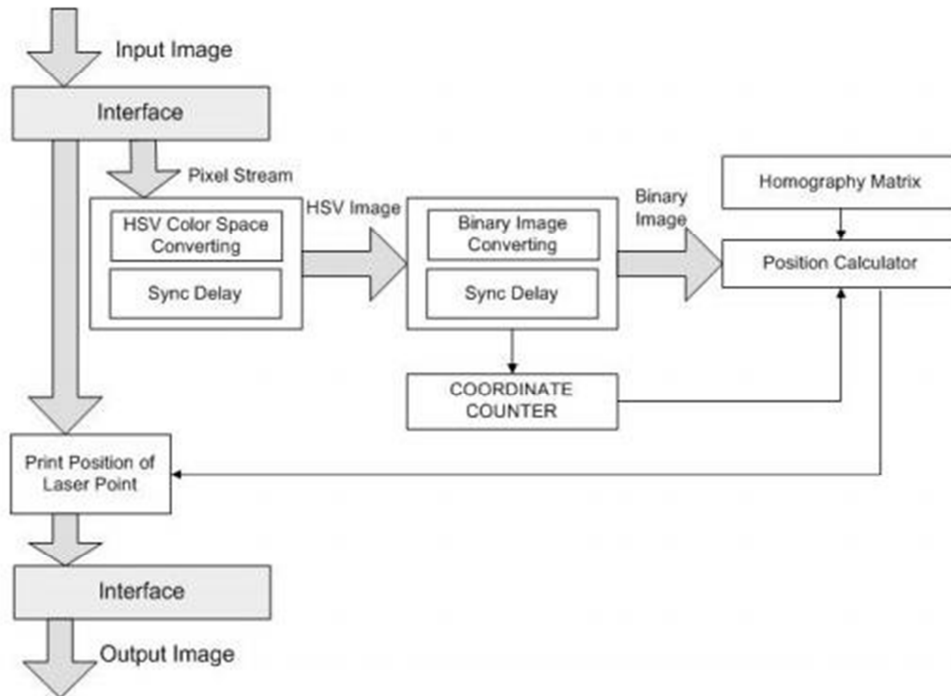 Input Image
Interface
Pixel Stream
HSV Color Space
Converting
Sync Delay
HSV Image
Binary Image
Converting
Sync Delay
Binary
Image
Homography Matrix
Position Calculator
COORDINATE
COUNTER
Print Position of
Laser Point
Interface
Output Image